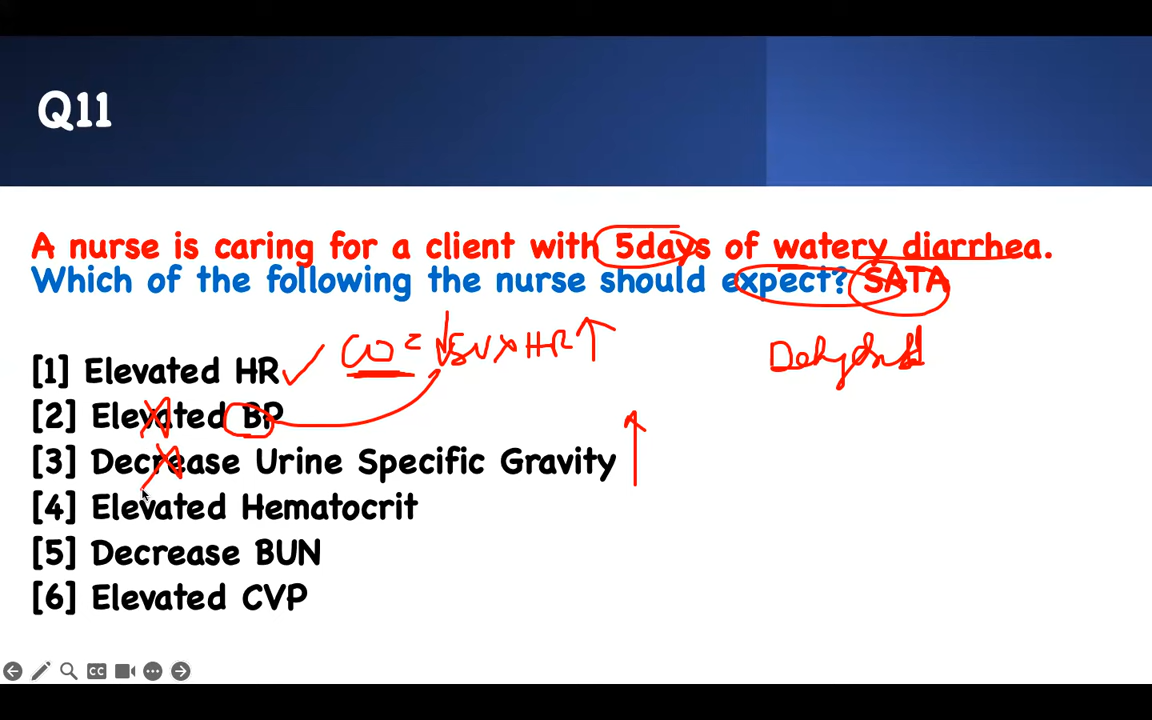 Q11
A nurse is caring for a client with 5days of watery diarrhea.
Which of the following the nurse should expect? SATA
CO = ↓SV x HR ↑
[1] Elevated HR ✓
[2] Elevated BP
[3] Decrease Urine Specific Gravity ↑
[4] Elevated Hematocrit
[5] Decrease BUN
[6] Elevated CVP
CC